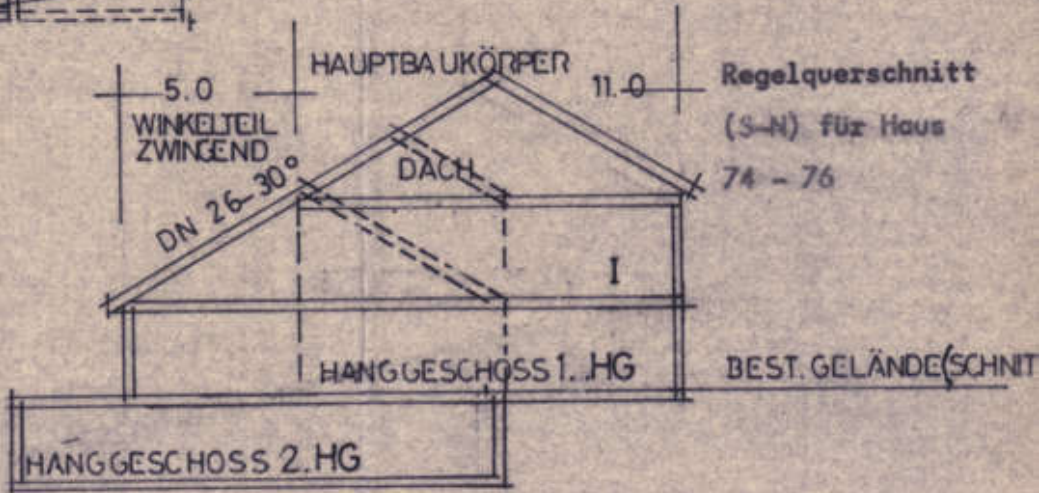 HAUPTBAUKÖRPER
5.0
11.0
WINKELTEIL
ZWINGEND
Regelquerschnitt
(S-N) für Haus
74 - 76
DACH
DN 26-30°
I
HANGGESCHOSS 1..HG
BEST. GELÄNDE(SCHNIT
HANGGESCHOSS 2.HG